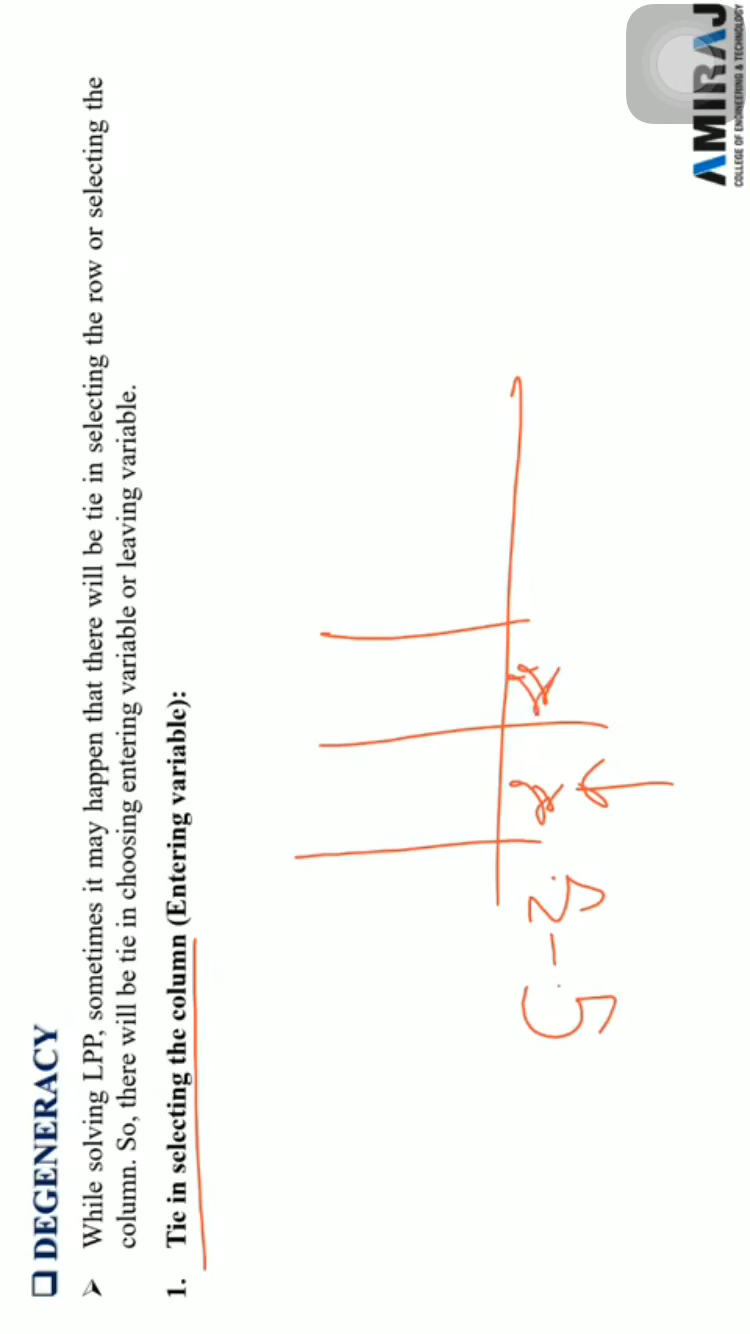 ❑ DEGENERACY
➤ While solving LPP, sometimes it may happen that there will be tie in selecting the row or selecting the
column. So, there will be tie in choosing entering variable or leaving variable.
1. Tie in selecting the column (Entering variable):
Cj - Zj
AMIRAJ
COLLEGE OF ENGINEERING & TECHNOLOGY